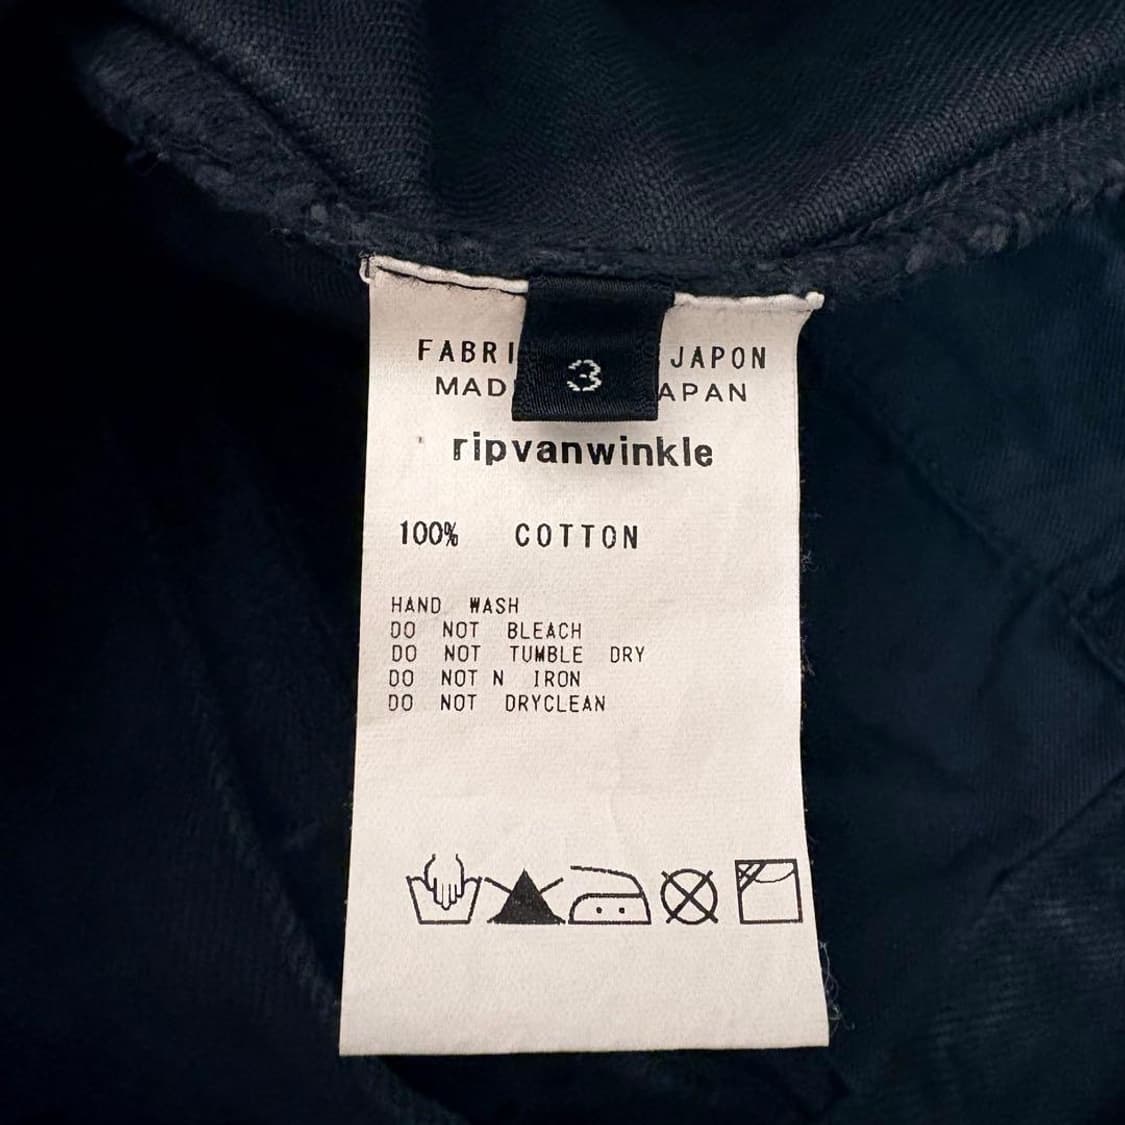 FABRI JAPON
MAD APAN
3
ripvanwinkle
100% COTTON
HAND WASH
DO NOT BLEACH
DO NOT TUMBLE DRY
DO NOT N IRON
DO NOT DRYCLEAN